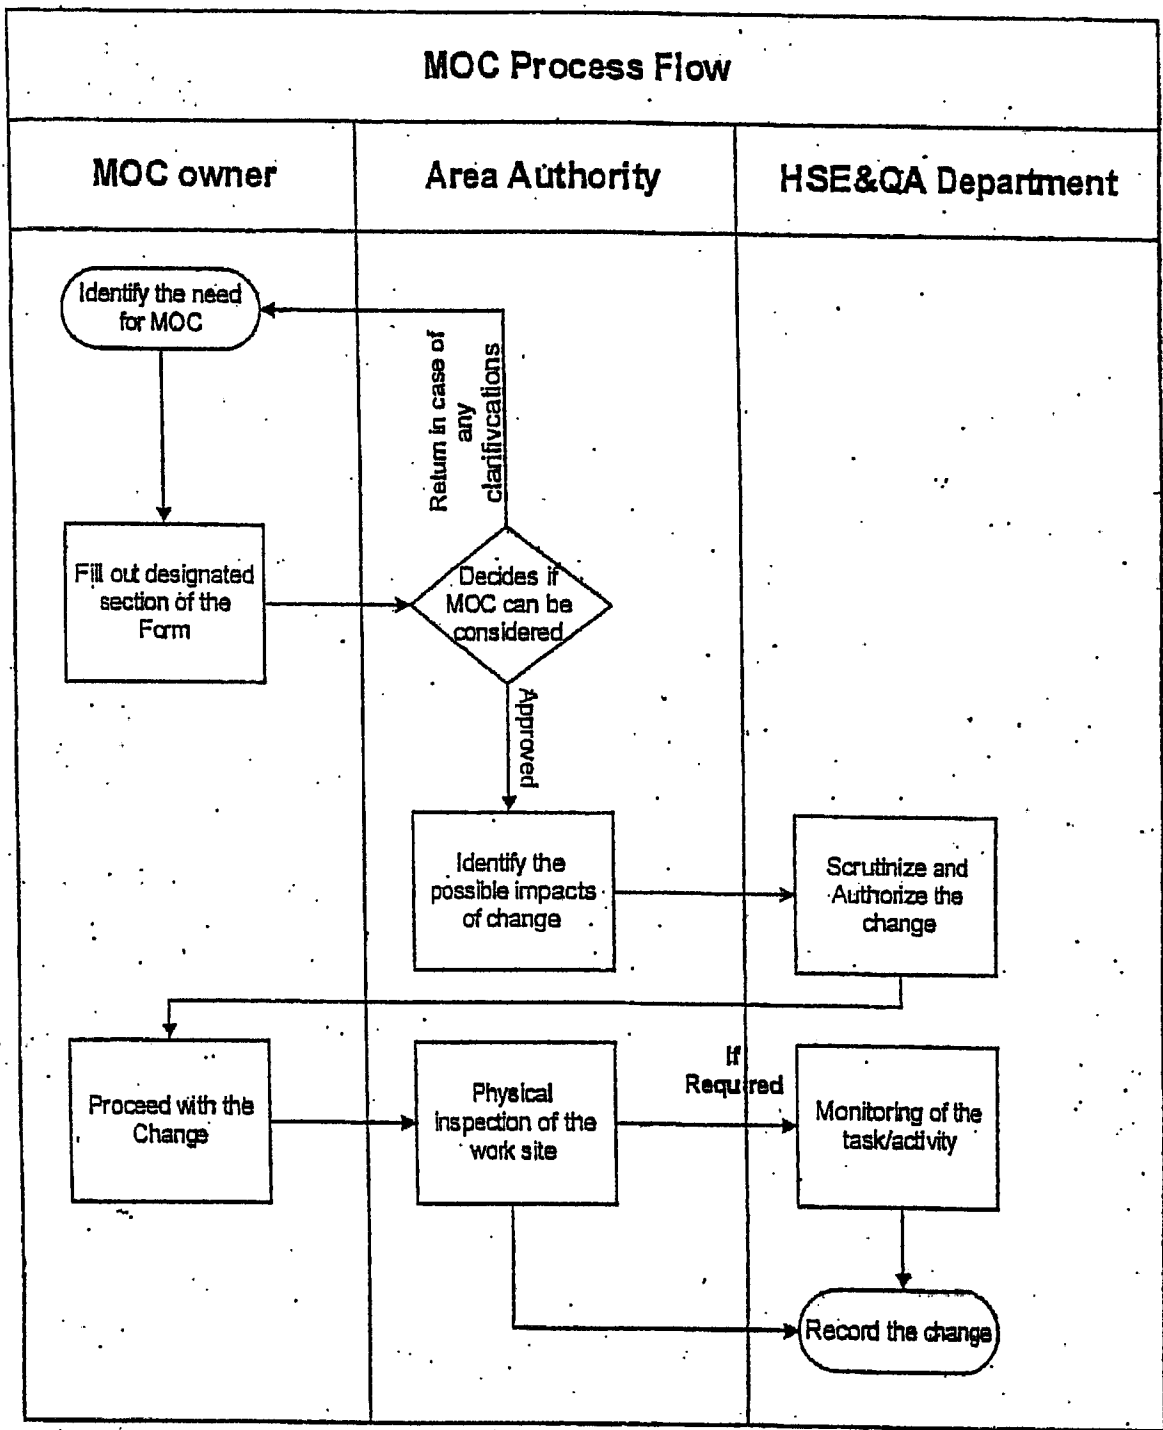 MOC Process Flow
MOC owner
Area Authority
HSE&QA Department
Identify the need
for MOC
Return in case of
any
clarifivcations
Fill out designated
section of the
Form
Decides if
MOC can be
considered
Approved
Identify the
possible impacts
of change
Scrutinize and
Authorize the
change
Proceed with the
Change
Physical
inspection of the
work site
If
Required
Monitoring of the
task/activity
Record the change